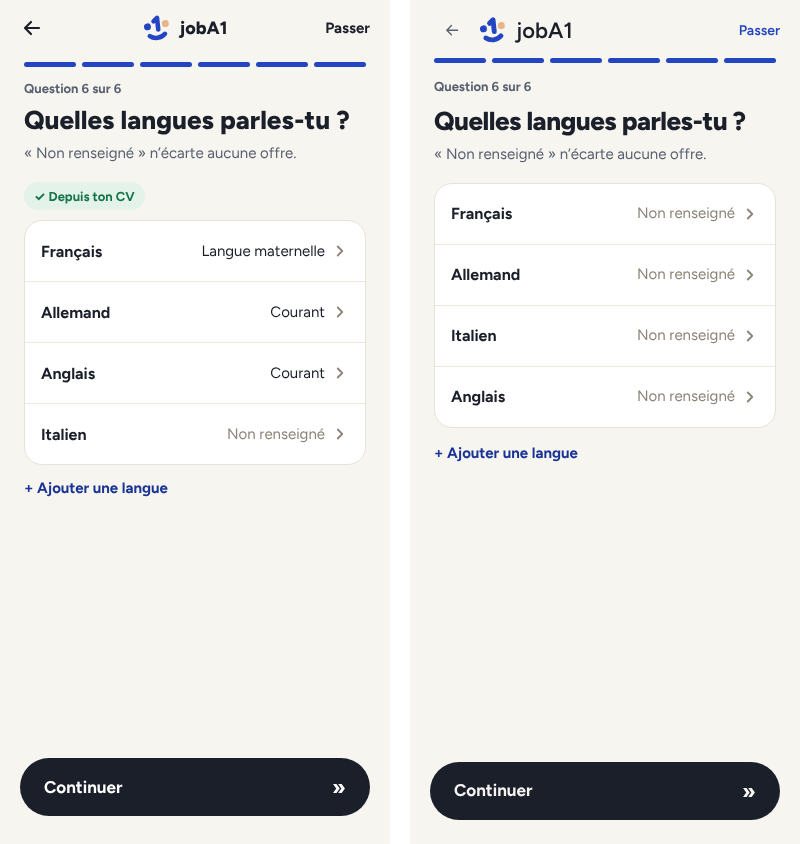 jobA1
Passer
Question 6 sur 6
Quelles langues parles-tu ?
« Non renseigné » n’écarte aucune offre.
✓ Depuis ton CV
Français Langue maternelle
Allemand Courant
Anglais Courant
Italien Non renseigné
+ Ajouter une langue
Continuer »
jobA1
Passer
Question 6 sur 6
Quelles langues parles-tu ?
« Non renseigné » n’écarte aucune offre.
Français Non renseigné
Allemand Non renseigné
Italien Non renseigné
Anglais Non renseigné
+ Ajouter une langue
Continuer »